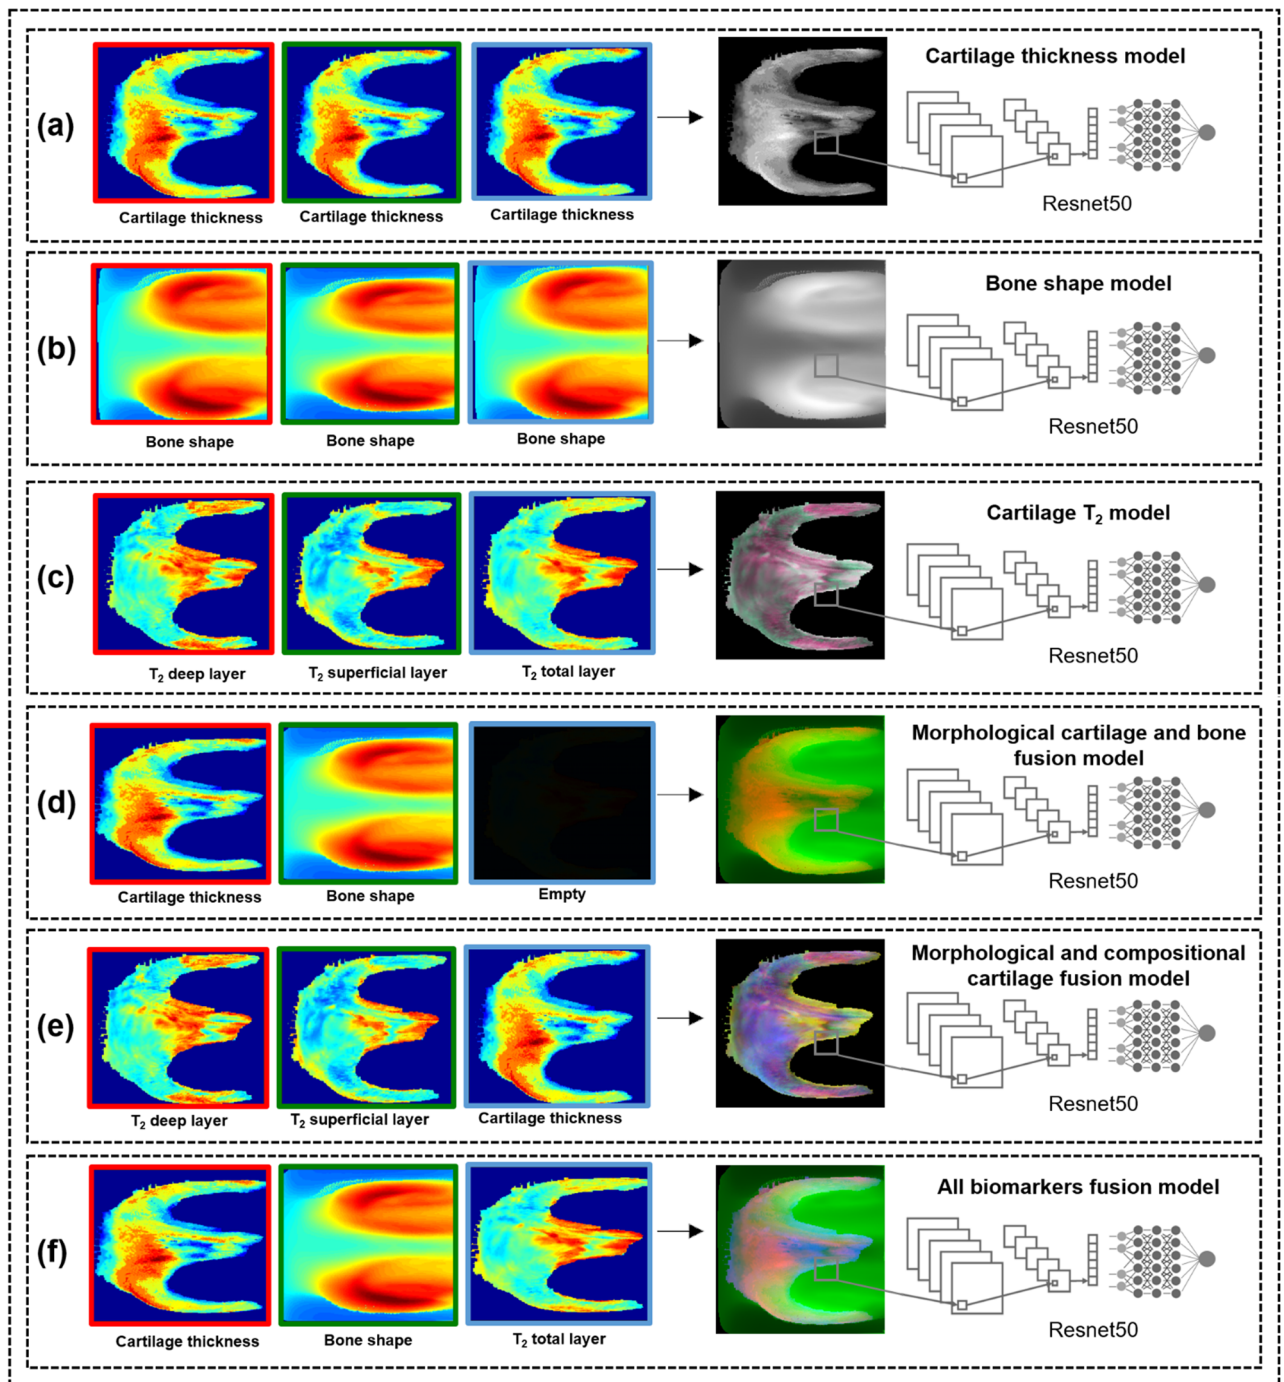 (a)
Cartilage thickness
Cartilage thickness
Cartilage thickness
Cartilage thickness model
Resnet50
(b)
Bone shape
Bone shape
Bone shape
Bone shape model
Resnet50
(c)
T₂ deep layer
T₂ superficial layer
T₂ total layer
Cartilage T₂ model
Resnet50
(d)
Cartilage thickness
Bone shape
Empty
Morphological cartilage and bone
fusion model
Resnet50
(e)
T₂ deep layer
T₂ superficial layer
Cartilage thickness
Morphological and compositional
cartilage fusion model
Resnet50
(f)
Cartilage thickness
Bone shape
T₂ total layer
All biomarkers fusion model
Resnet50